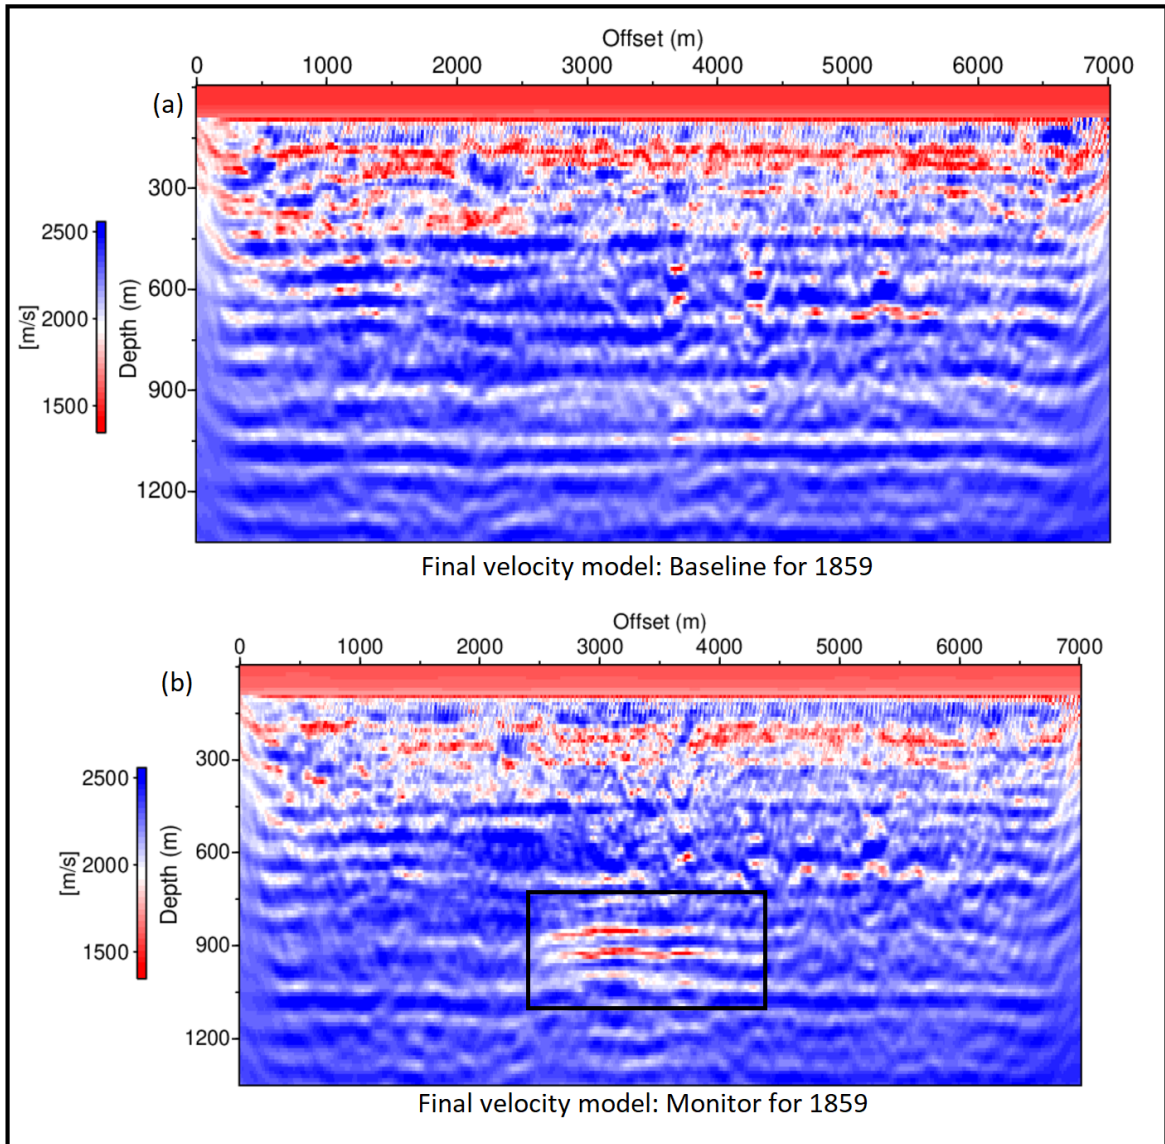 Offset (m)
0 1000 2000 3000 4000 5000 6000 7000
(a)
300
600
900
1200
Depth (m)
2500
2000
1500
[m/s]
Final velocity model: Baseline for 1859
Offset (m)
0 1000 2000 3000 4000 5000 6000 7000
(b)
300
600
900
1200
Depth (m)
2500
2000
1500
[m/s]
Final velocity model: Monitor for 1859